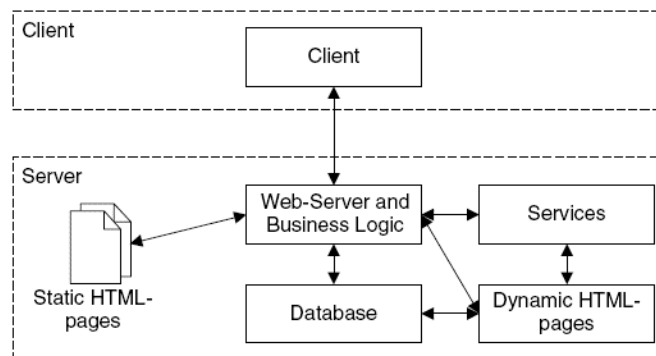 Client
Client
Server
Web-Server and
Business Logic
Services
Static HTML-
pages
Database
Dynamic HTML-
pages